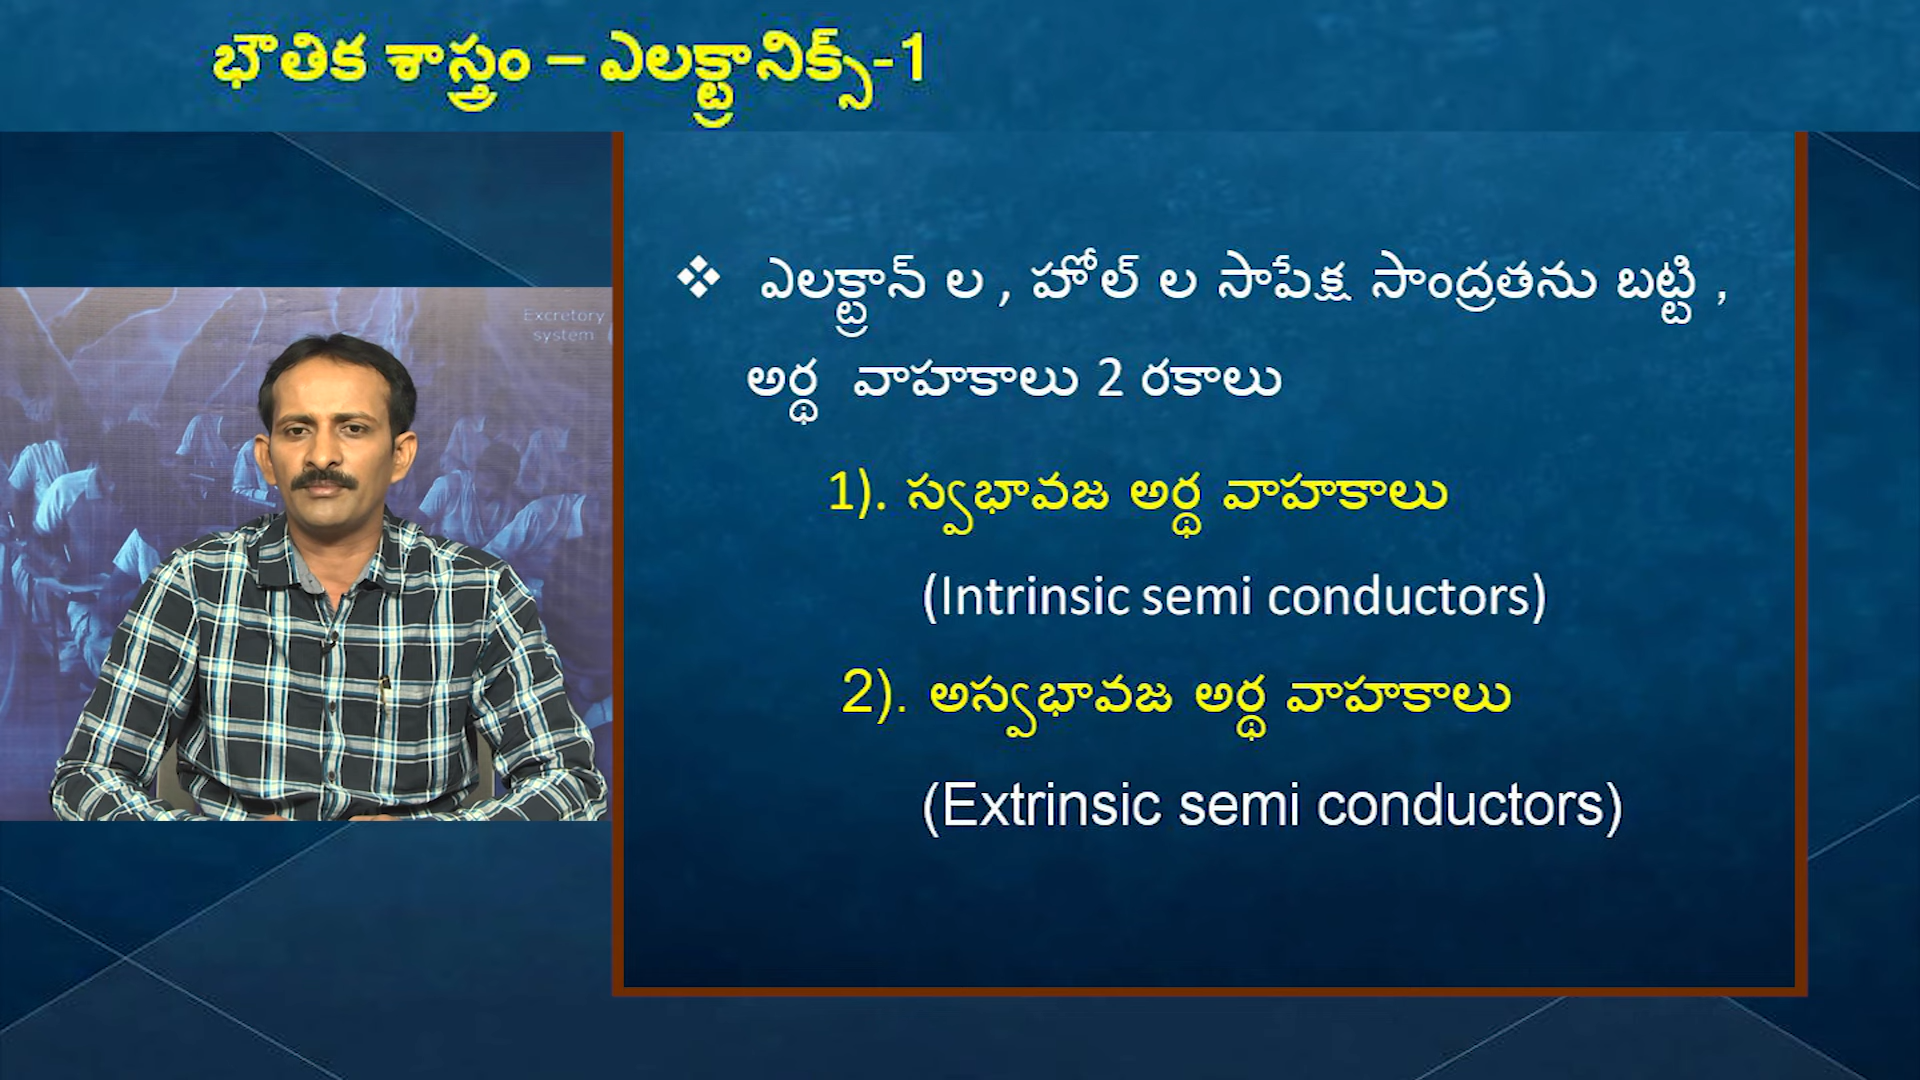 భౌతిక శాస్త్రం – ఎలక్ట్రానిక్స్-1
Excretory
system
❖ ఎలక్ట్రాన్ ల , హోల్ ల సాపేక్ష సాంద్రతను బట్టి ,
అర్ధ వాహకాలు 2 రకాలు
1). స్వభావజ అర్ధ వాహకాలు
(Intrinsic semi conductors)
2). అస్వభావజ అర్ధ వాహకాలు
(Extrinsic semi conductors)